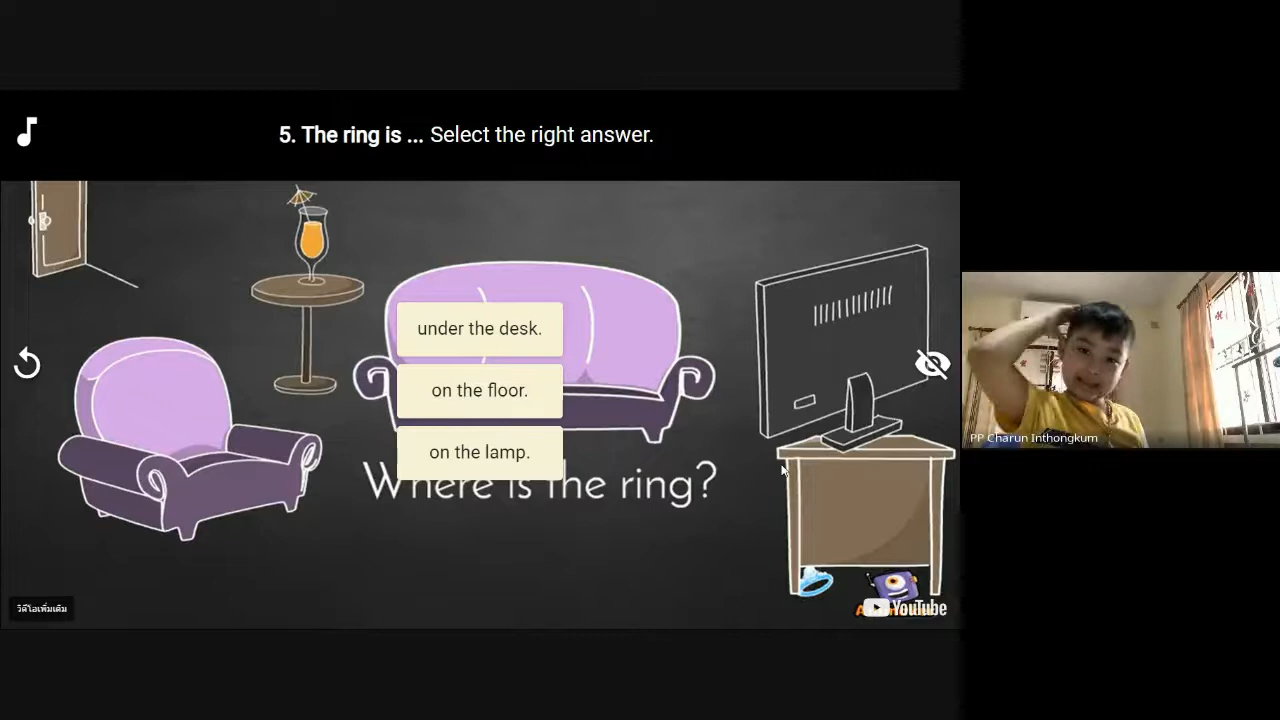 5. The ring is ... Select the right answer.
under the desk.
on the floor.
on the lamp.
Where is the ring?
วิดีโอเพิ่มเติม
YouTube
PP Charun Inthongkum